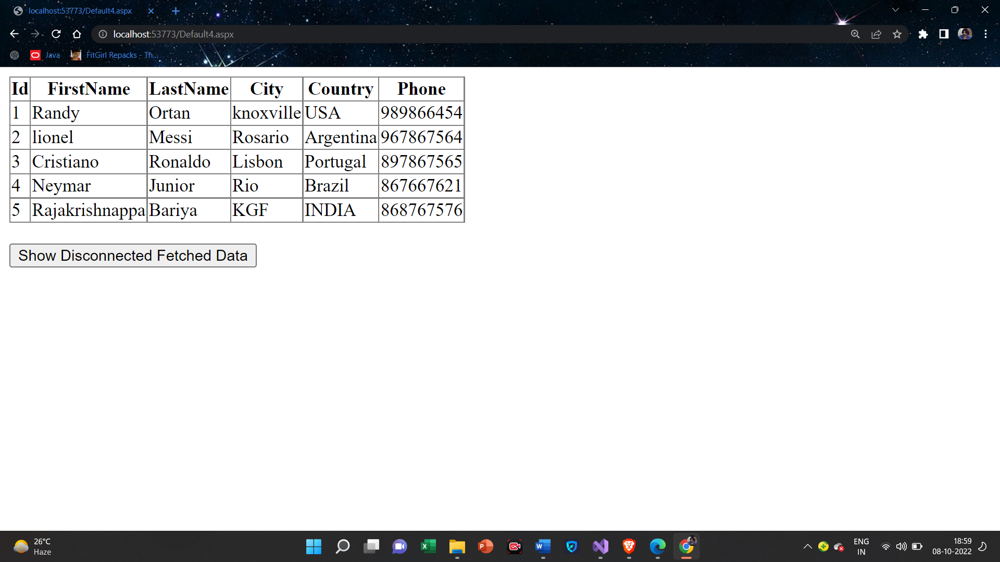 localhost:53773/Default4.aspx
localhost:53773/Default4.aspx
Java FitGirl Repacks - Th...
Id FirstName LastName City Country Phone
1 Randy Ortan knoxville USA 989866454
2 lionel Messi Rosario Argentina 967867564
3 Cristiano Ronaldo Lisbon Portugal 897867565
4 Neymar Junior Rio Brazil 867667621
5 Rajakrishnappa Bariya KGF INDIA 868767576
Show Disconnected Fetched Data
26°C
Haze
ENG
IN
18:59
08-10-2022